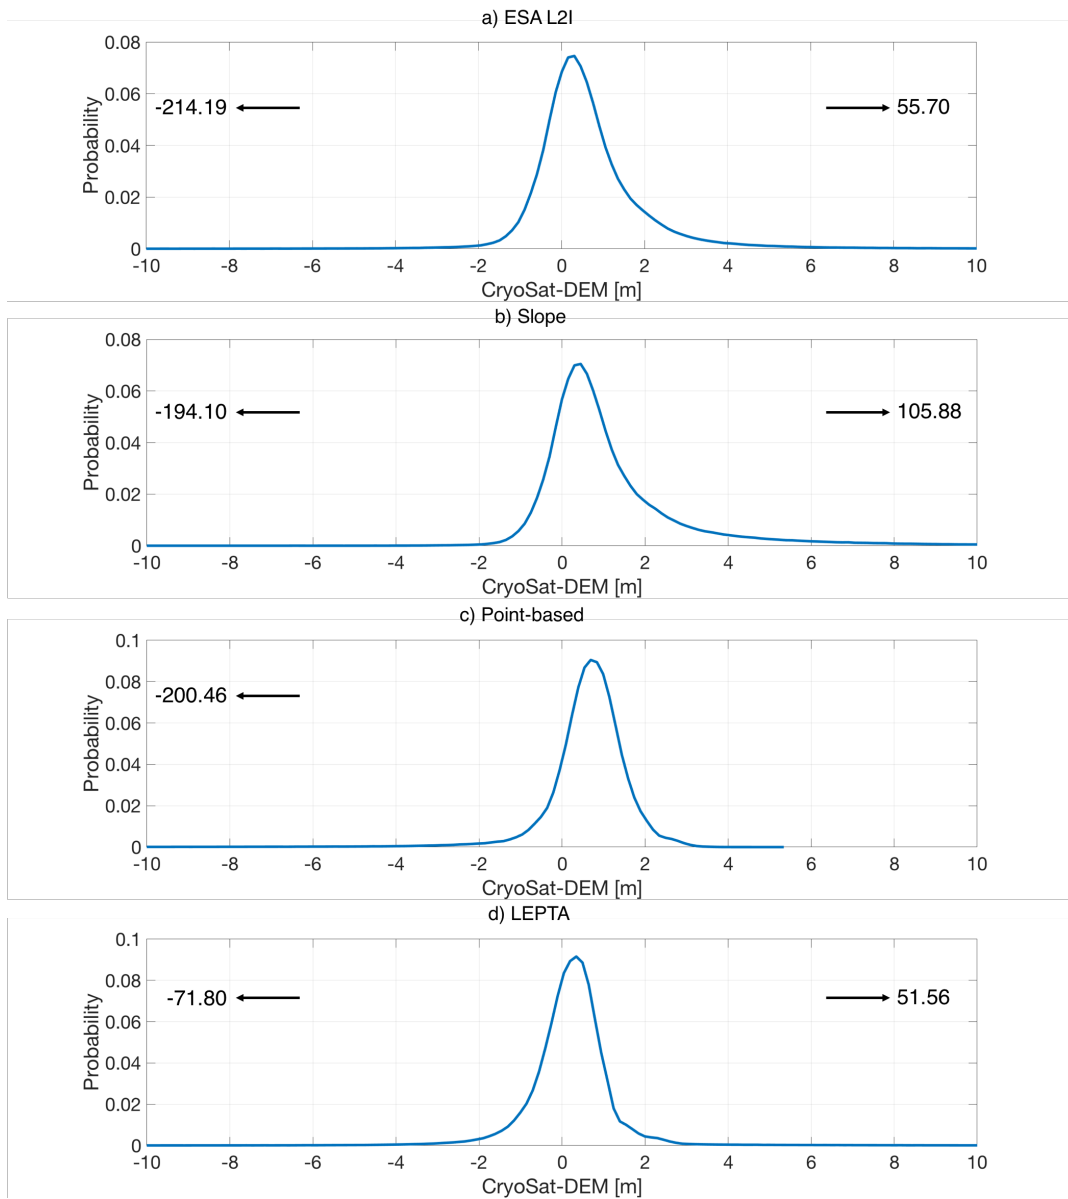 a) ESA L2I
0.08
0.06
0.04
0.02
0
Probability
-214.19
55.70
-10 -8 -6 -4 -2 0 2 4 6 8 10
CryoSat-DEM [m]
b) Slope
0.08
0.06
0.04
0.02
0
Probability
-194.10
105.88
-10 -8 -6 -4 -2 0 2 4 6 8 10
CryoSat-DEM [m]
c) Point-based
0.1
0.08
0.06
0.04
0.02
0
Probability
-200.46
-10 -8 -6 -4 -2 0 2 4 6 8 10
CryoSat-DEM [m]
d) LEPTA
0.1
0.08
0.06
0.04
0.02
0
Probability
-71.80
51.56
-10 -8 -6 -4 -2 0 2 4 6 8 10
CryoSat-DEM [m]